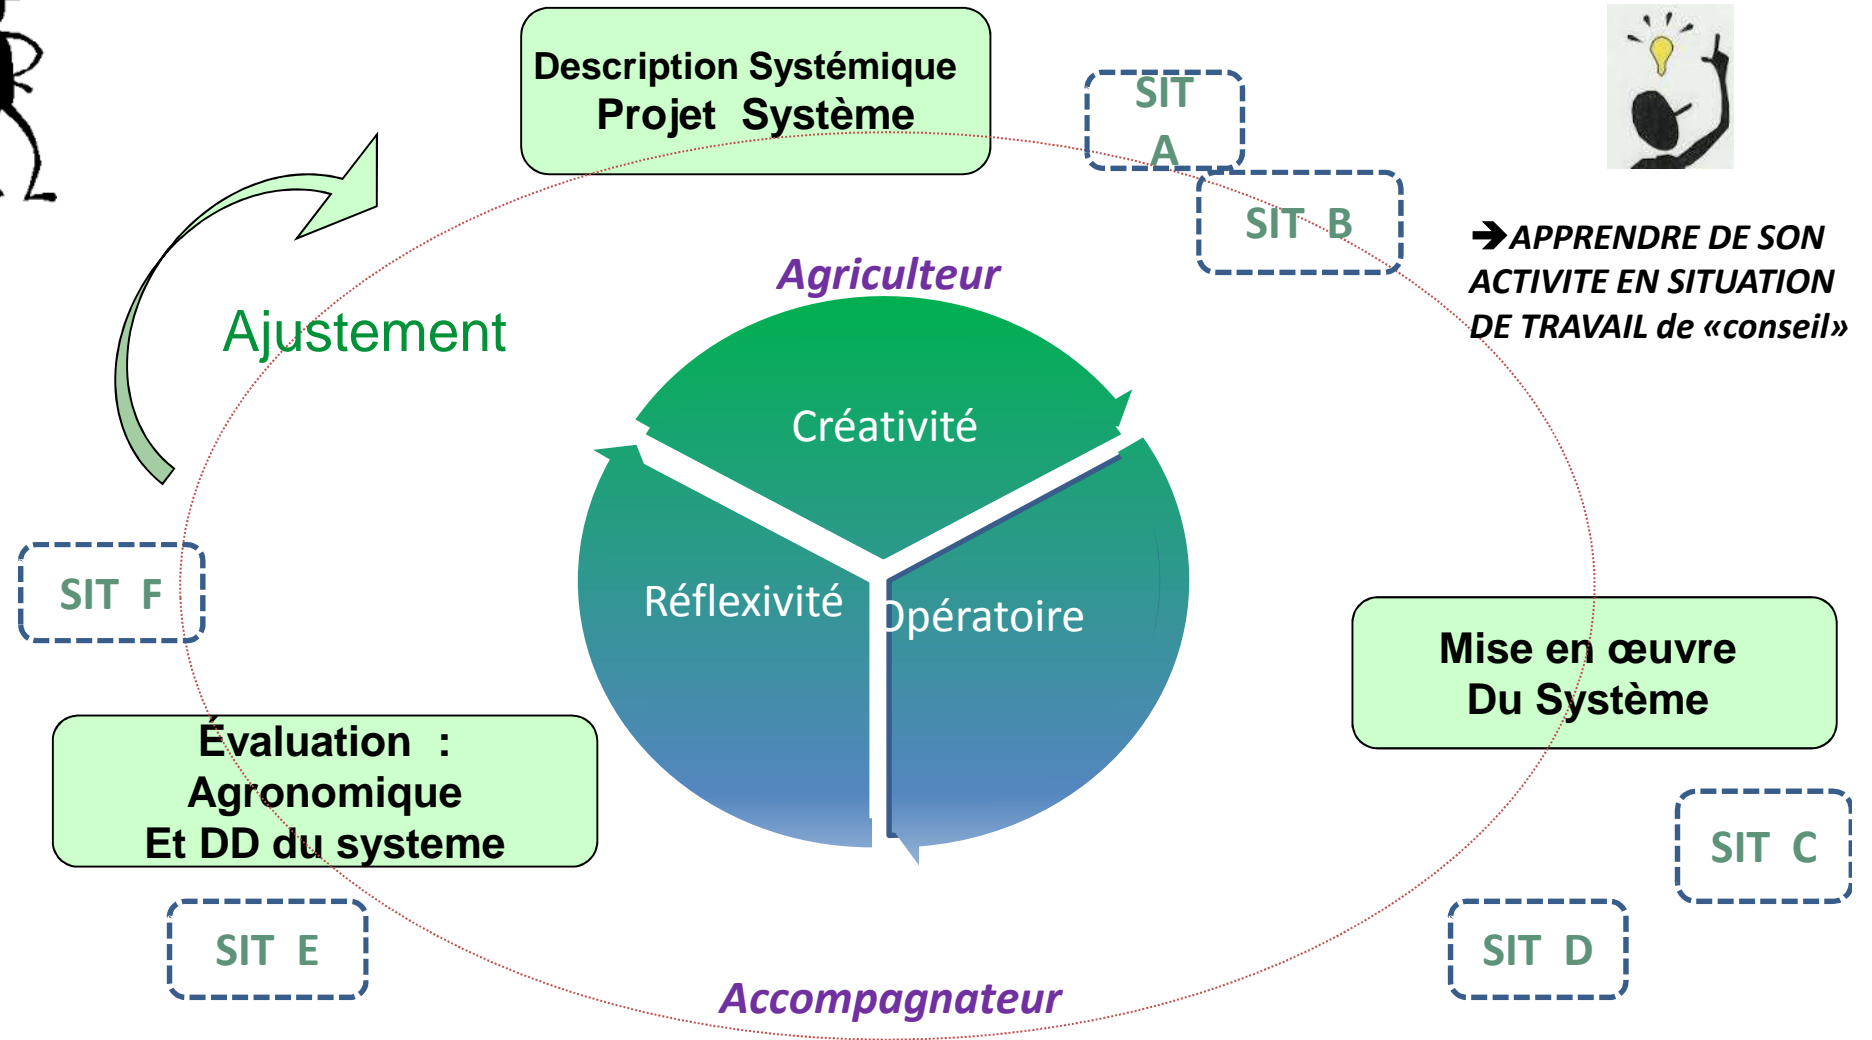 Description Systémique
Projet Système
SIT
A
SIT B
➔APPRENDRE DE SON
ACTIVITE EN SITUATION
DE TRAVAIL de «conseil»
Agriculteur
Ajustement
Créativité
Réflexivité
Opératoire
SIT F
Mise en œuvre
Du Système
Évaluation :
Agronomique
Et DD du systeme
SIT C
SIT E
SIT D
Accompagnateur